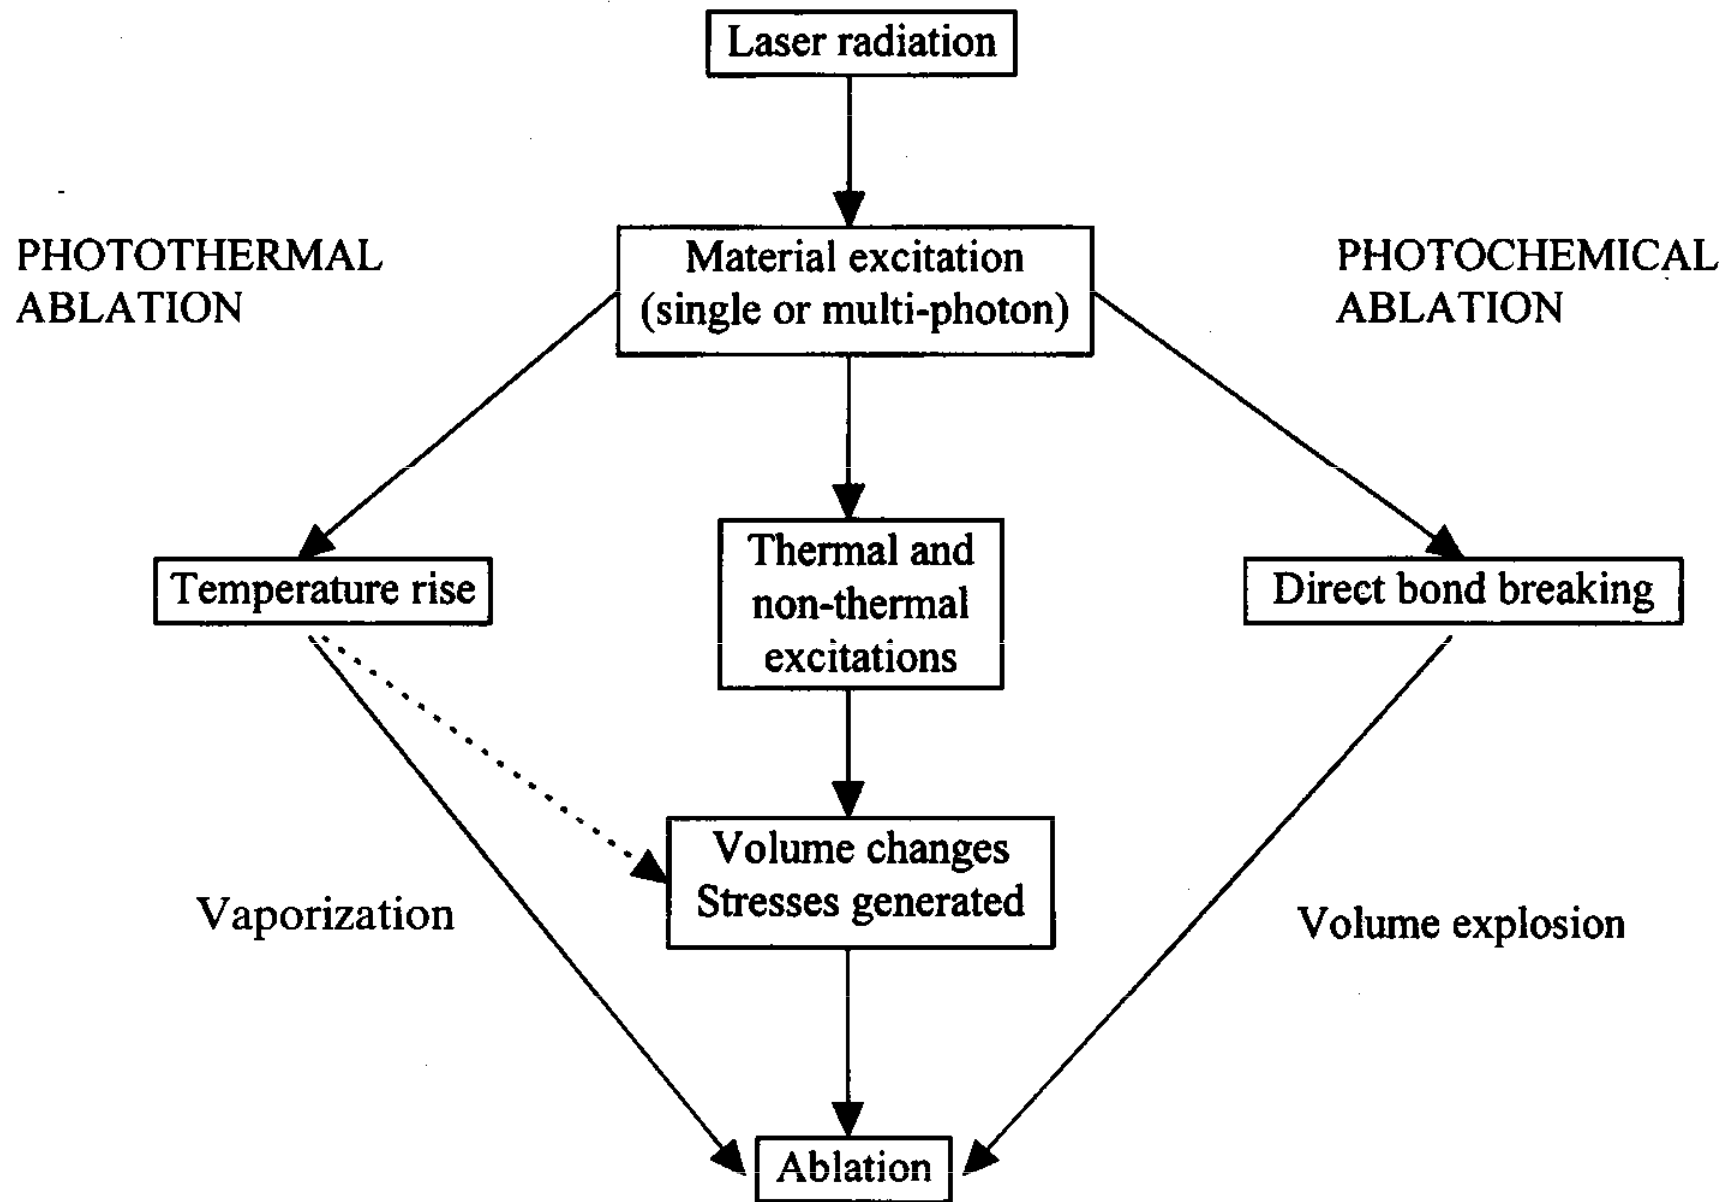 Laser radiation
PHOTOTHERMAL
ABLATION
Material excitation
(single or multi-photon)
PHOTOCHEMICAL
ABLATION
Temperature rise
Thermal and
non-thermal
excitations
Direct bond breaking
Volume changes
Stresses generated
Vaporization
Volume explosion
Ablation